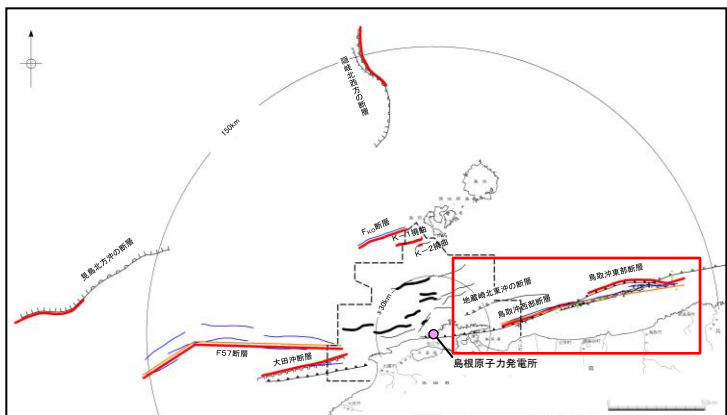 隠岐北西方の断層
150km
FKO断層
K-1撓曲
K-2撓曲
見島北方沖の断層
鳥取沖東部断層
地蔵崎北東沖の断層
30km
鳥取沖西部断層
島根原子力発電所
F57断層
大田沖断層
50km